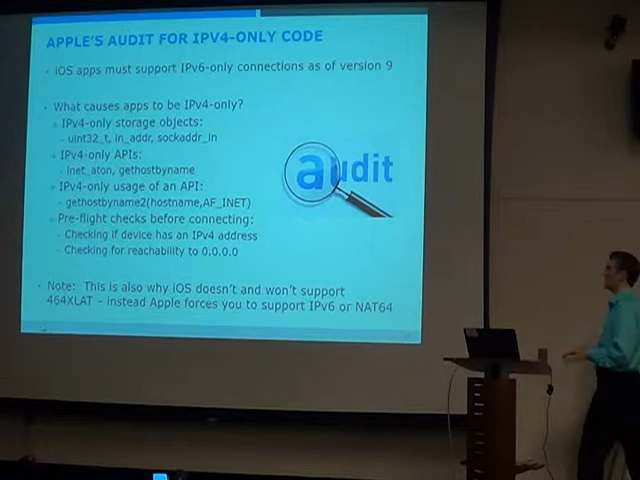 APPLE'S AUDIT FOR IPV4-ONLY CODE
iOS apps must support IPv6-only connections as of version 9
What causes apps to be IPv4-only?
IPv4-only storage objects:
– uint32_t, in_addr, sockaddr_in
IPv4-only APIs:
– inet_aton, gethostbyname
IPv4-only usage of an API:
– gethostbyname2(hostname,AF_INET)
Pre-flight checks before connecting:
– Checking if device has an IPv4 address
– Checking for reachability to 0.0.0.0
audit
Note: This is also why iOS doesn't and won't support
464XLAT – instead Apple forces you to support IPv6 or NAT64